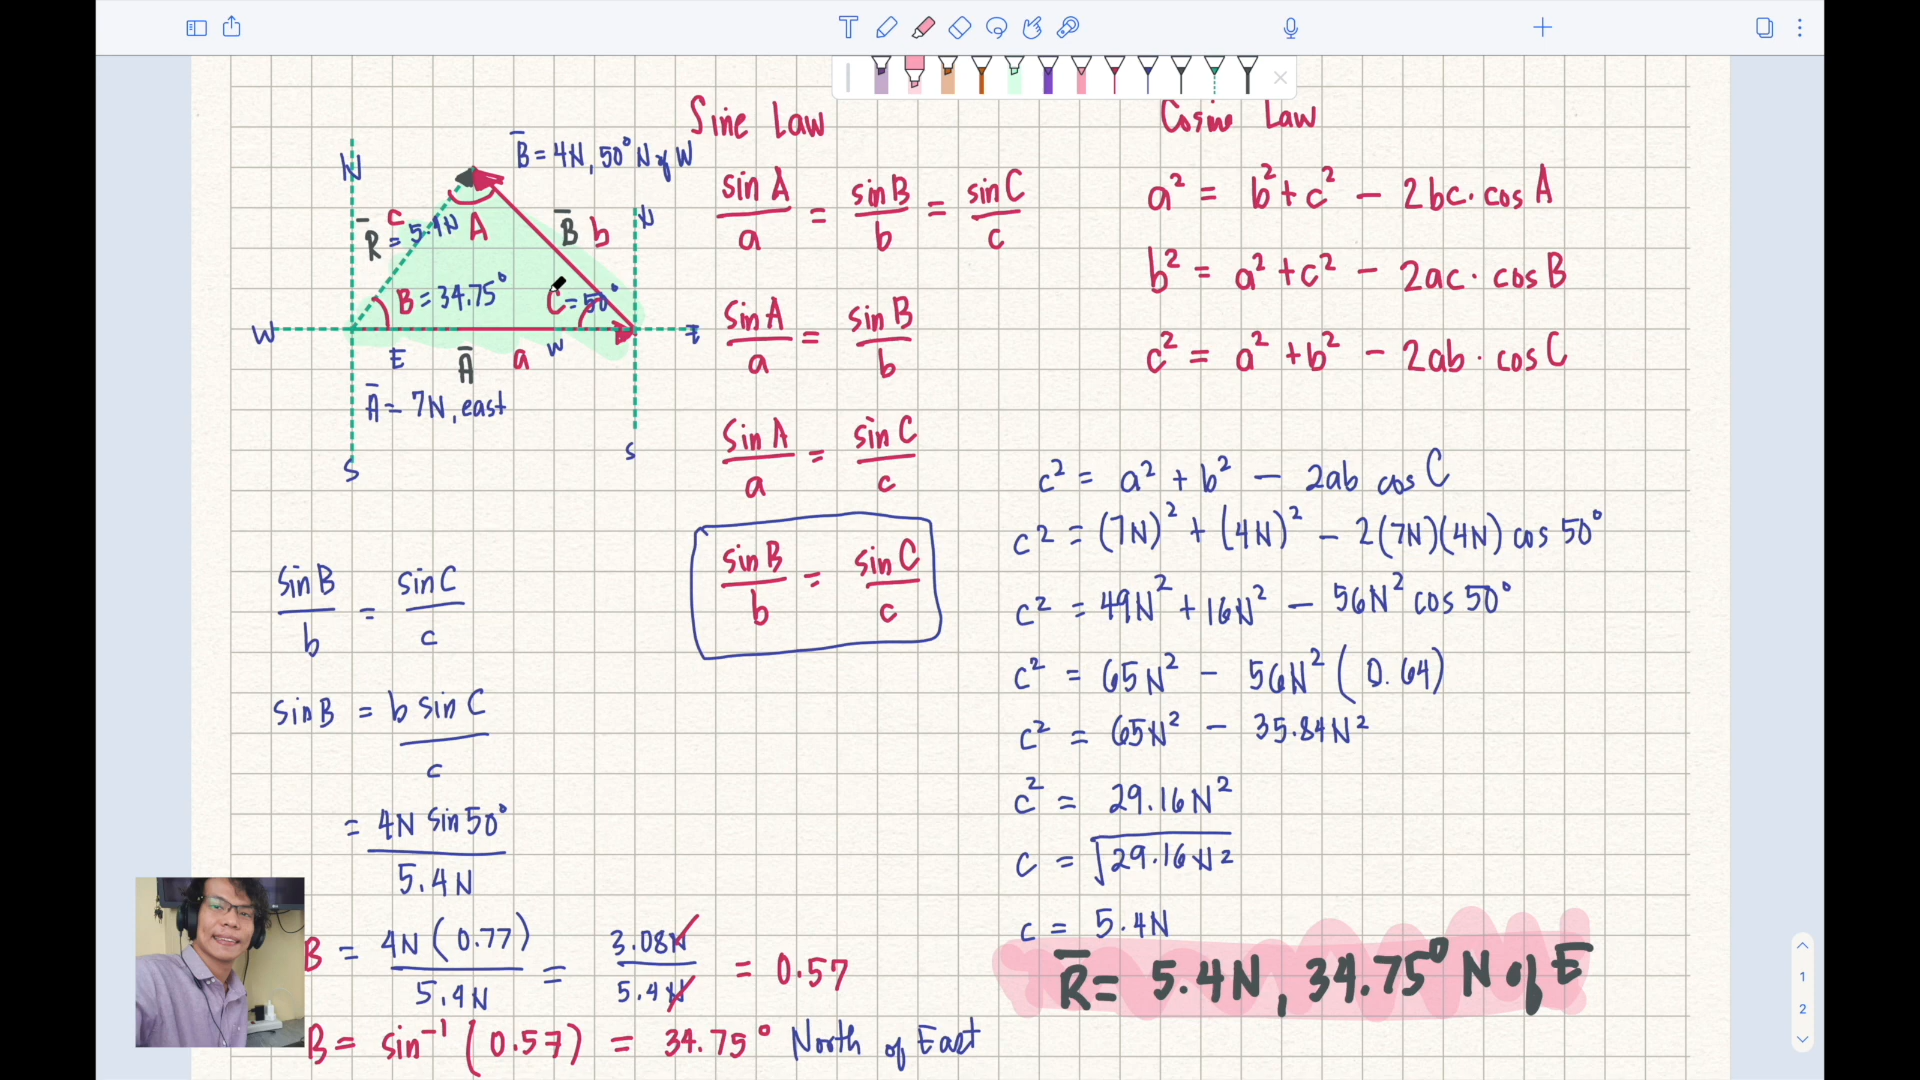 Sine Law
Cosine Law
N
B̅ = 4N, 50° N of W
sin A / a = sin B / b = sin C / c
a² = b² + c² - 2bc · cos A
c
R̅ = 5.4N
A
B̅ b
N
b² = a² + c² - 2ac · cos B
B = 34.75°
C = 50°
sin A / a = sin B / b
W
E
c² = a² + b² - 2ab · cos C
E
A̅
a
W
A̅ = 7N, east
S
S
sin A / a = sin C / c
c² = a² + b² - 2ab cos C
c² = (7N)² + (4N)² - 2(7N)(4N) cos 50°
sin B / b = sin C / c
c² = 49N² + 16N² - 56N² cos 50°
c² = 65N² - 56N² (0.64)
c² = 65N² - 35.84N²
c² = 29.16N²
c = √29.16N²
c = 5.4N
R̅ = 5.4N, 34.75° N of E
sin B / b = sin C / c
sin B = b sin C / c
= 4N sin 50° / 5.4N
B = 4N (0.77) / 5.4N = 3.08N / 5.4N = 0.57
B = sin⁻¹ (0.57) = 34.75° North of East
1
2